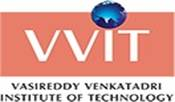 VVIT
VASIREDDY VENKATADRI
INSTITUTE OF TECHNOLOGY